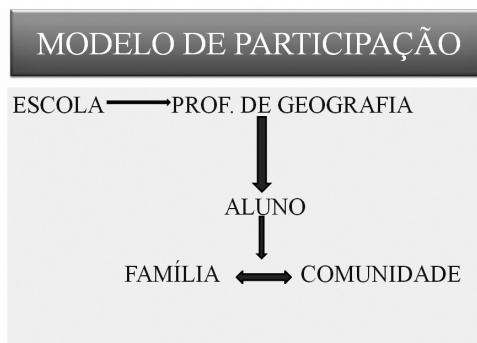 MODELO DE PARTICIPAÇÃO
ESCOLA PROF. DE GEOGRAFIA
ALUNO
FAMÍLIA COMUNIDADE